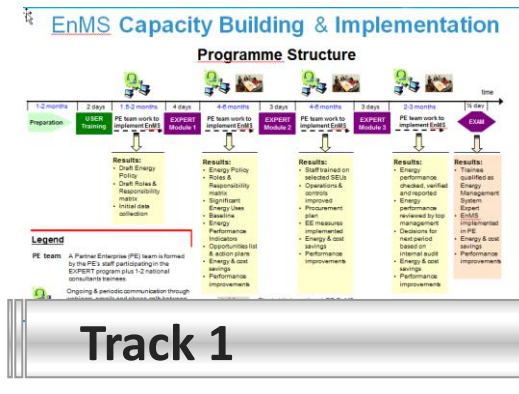 EnMS Capacity Building & Implementation
Programme Structure
time
1-2 months
2 days
1.5-2 months
4 days
4-6 months
3 days
4-6 months
3 days
2-3 months
½ day
Preparation
USER
Training
PE team work to
implement EnMS
EXPERT
Module 1
PE team work to
implement EnMS
EXPERT
Module 2
PE team work to
implement EnMS
EXPERT
Module 3
PE team work to
implement EnMS
EXAM
Results:
• Draft Energy
Policy
• Draft Roles &
Responsibility
matrix
• Initial data
collection
Results:
• Energy Policy
• Roles &
Responsibility
matrix
• Significant
Energy Uses
• Baseline
• Energy
Performance
Indicators
• Opportunities list
& action plans
• Energy & cost
savings
• Performance
improvements
Results:
• Staff trained on
selected SEUs
• Operations &
controls
improved
• Procurement
plan
• EE measures
implemented
• Energy & cost
savings
• Performance
improvements
Results:
• Energy
performance
checked, verified
and reported
• Energy
performance
reviewed by top
management
• Decisions for
next period
based on
internal audit
• Energy & cost
savings
• Performance
improvements
Results:
• Trainee
qualified as
Energy
Management
System
Expert
• EnMS
implemented
in PE
• Energy & cost
savings
• Performance
improvements
Legend
PE team
A Partner Enterprise (PE) team is formed
by the PE's staff participating in the
EXPERT program plus 1-2 national
consultants trainees.
Ongoing & periodic communication through
Track 1